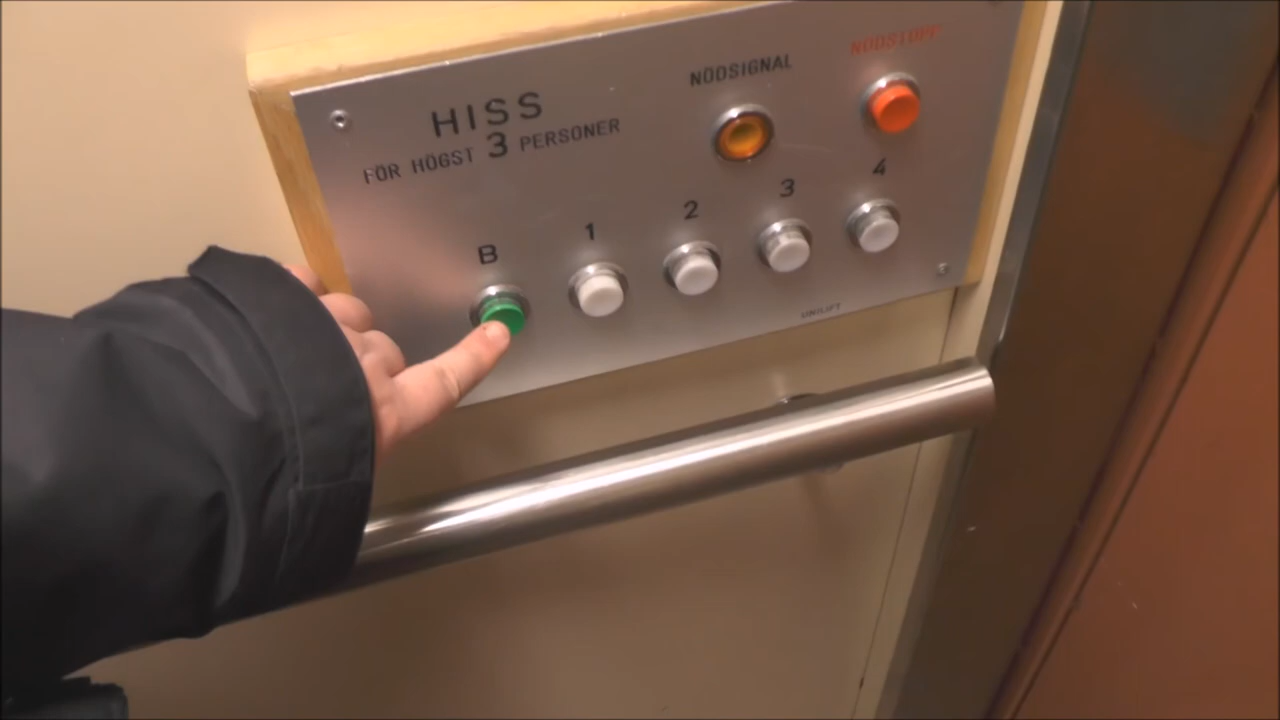 HISS
FÖR HÖGST 3 PERSONER
NÖDSIGNAL
NÖDSTOPP
B 1 2 3 4
UNILIFT